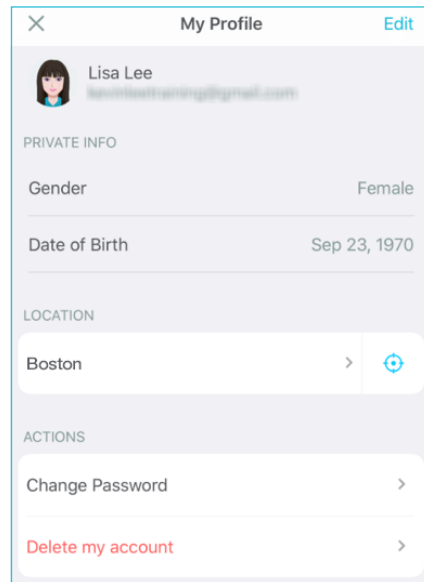 My Profile
Edit
Lisa Lee
PRIVATE INFO
Gender
Female
Date of Birth
Sep 23, 1970
LOCATION
Boston
ACTIONS
Change Password
Delete my account